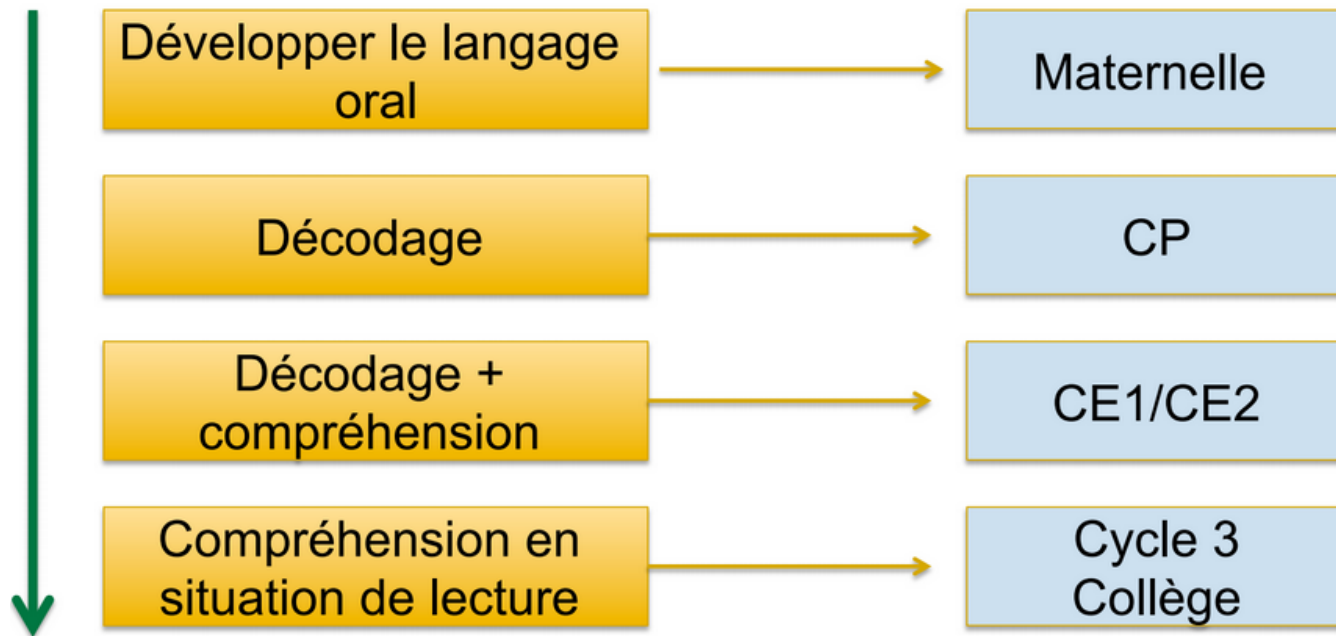 Développer le langage
oral
Maternelle
Décodage
CP
Décodage +
compréhension
CE1/CE2
Compréhension en
situation de lecture
Cycle 3
Collège